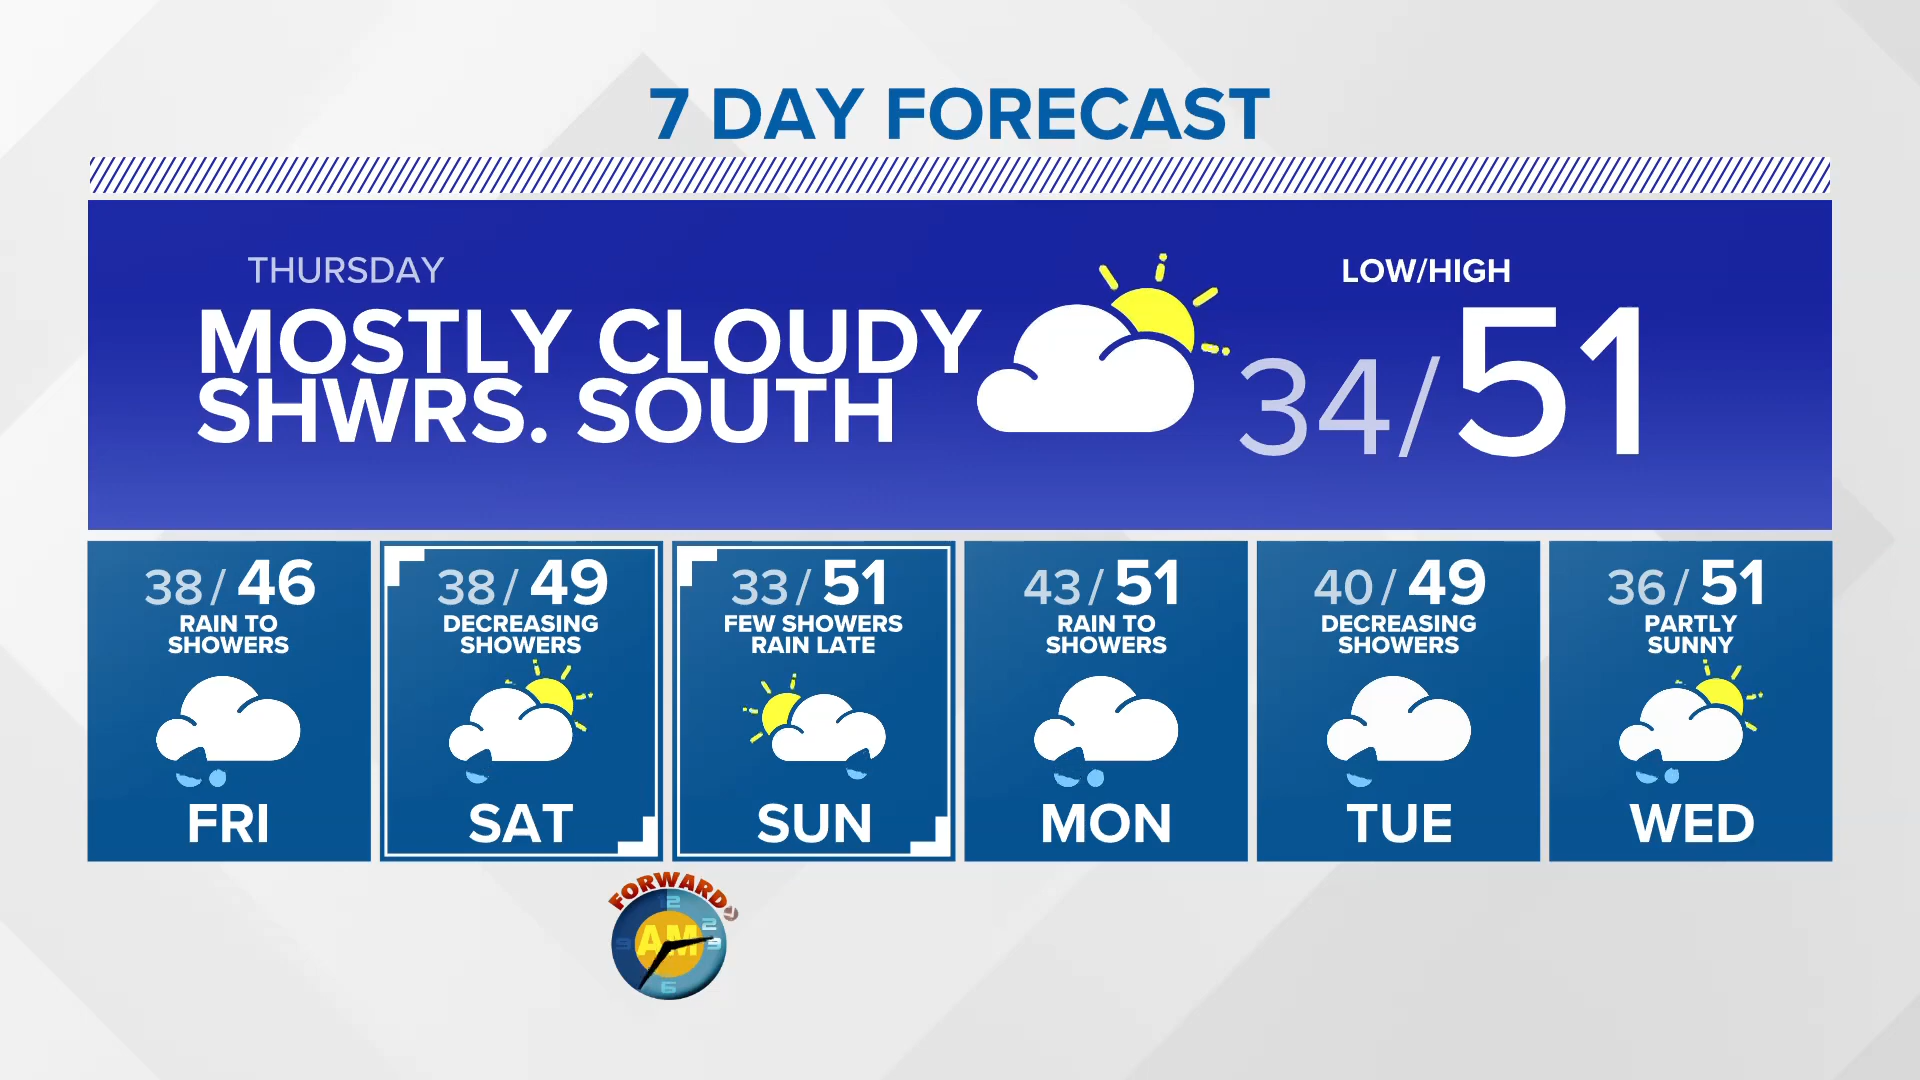 7 DAY FORECAST
THURSDAY
MOSTLY CLOUDY
SHWRS. SOUTH
LOW/HIGH
34/51
38/46
RAIN TO
SHOWERS
FRI
38/49
DECREASING
SHOWERS
SAT
33/51
FEW SHOWERS
RAIN LATE
SUN
43/51
RAIN TO
SHOWERS
MON
40/49
DECREASING
SHOWERS
TUE
36/51
PARTLY
SUNNY
WED
FORWARD
AM